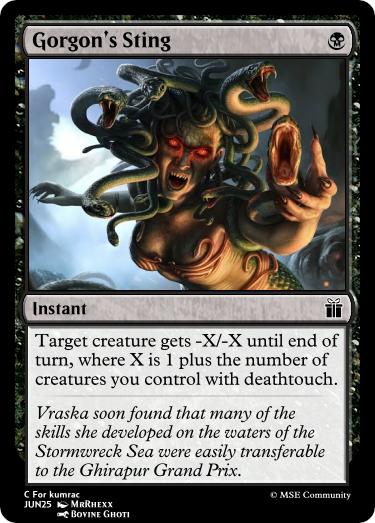 Gorgon's Sting
Instant
Target creature gets -X/-X until end of
turn, where X is 1 plus the number of
creatures you control with deathtouch.
Vraska soon found that many of the
skills she developed on the waters of the
Stormwreck Sea were easily transferable
to the Ghirapur Grand Prix.
C For kumrac
© MSE Community
JUN25 MrRhexx
Bovine Ghoti